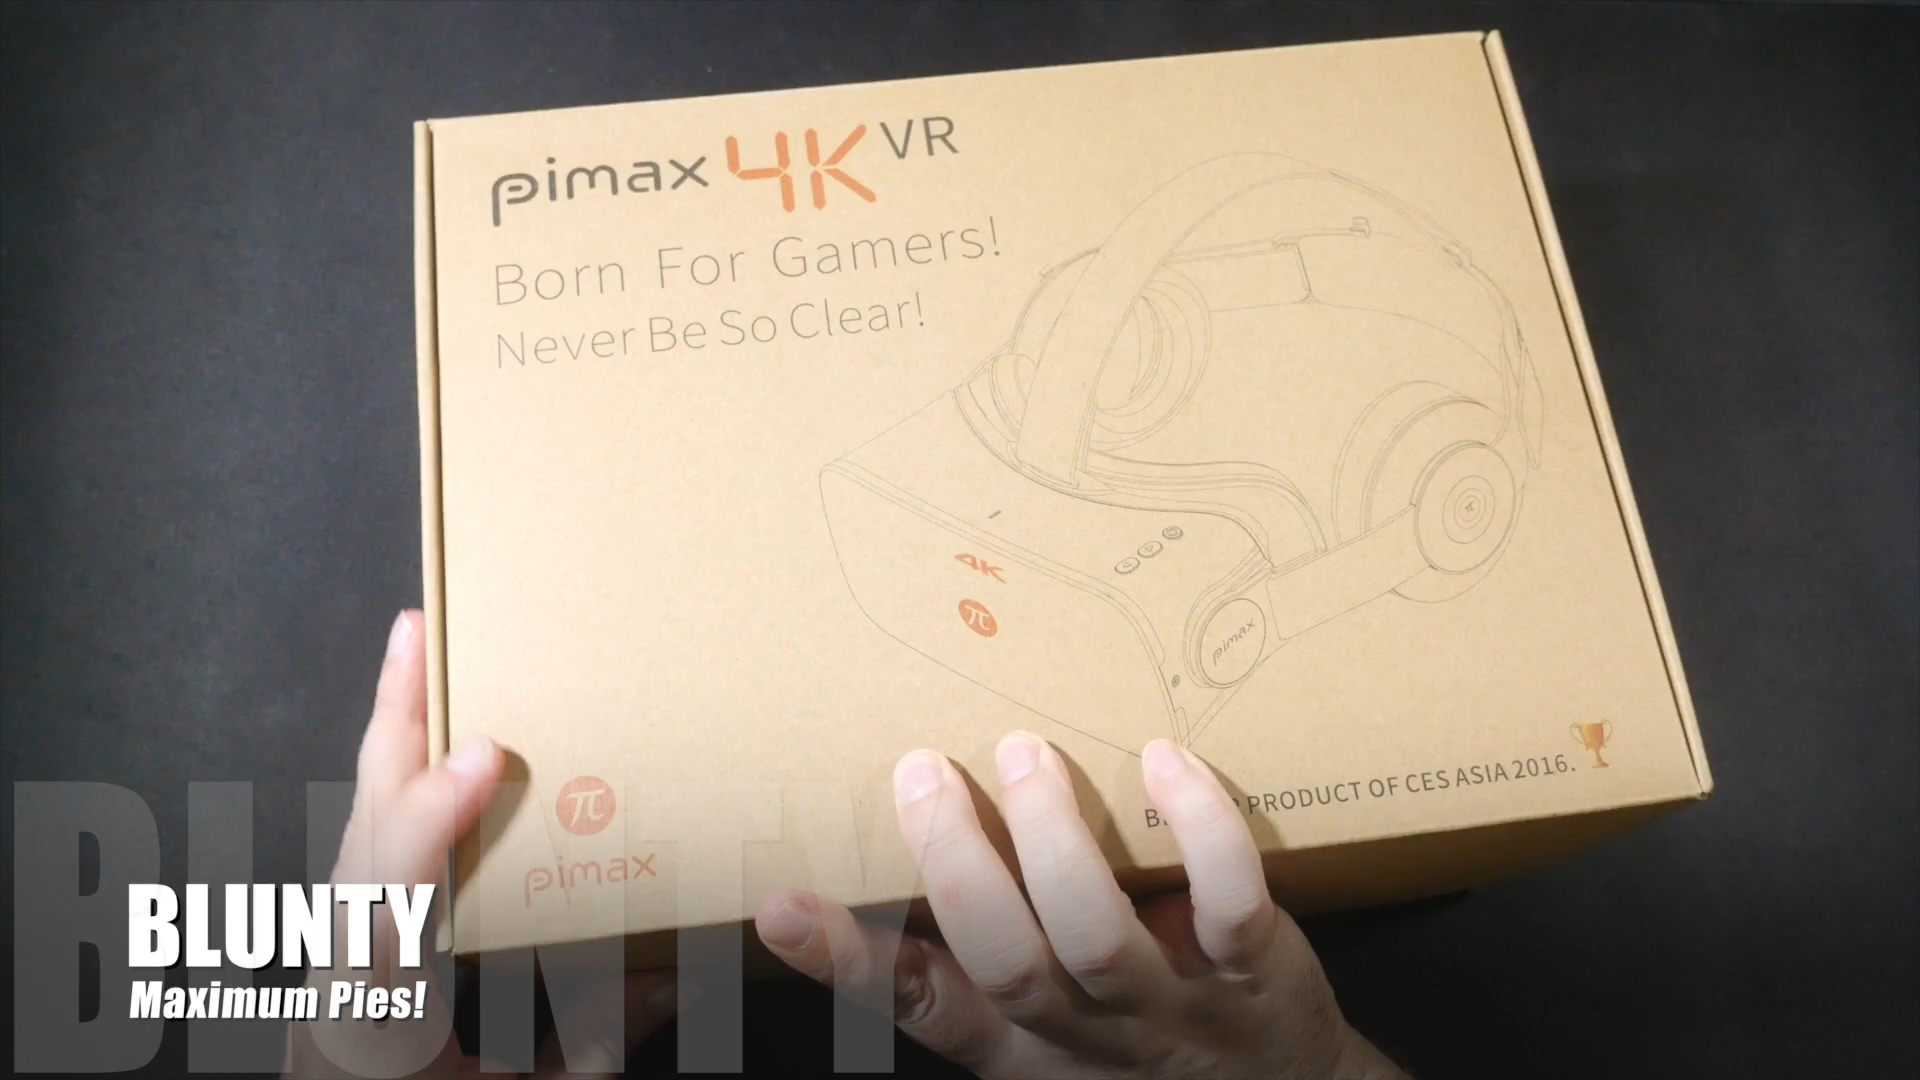 pimax 4K VR
Born For Gamers!
Never Be So Clear!
4K
π
pimax
π
π
pimax
PRODUCT OF CES ASIA 2016.
BLUNTY
BLUNTY
Maximum Pies!